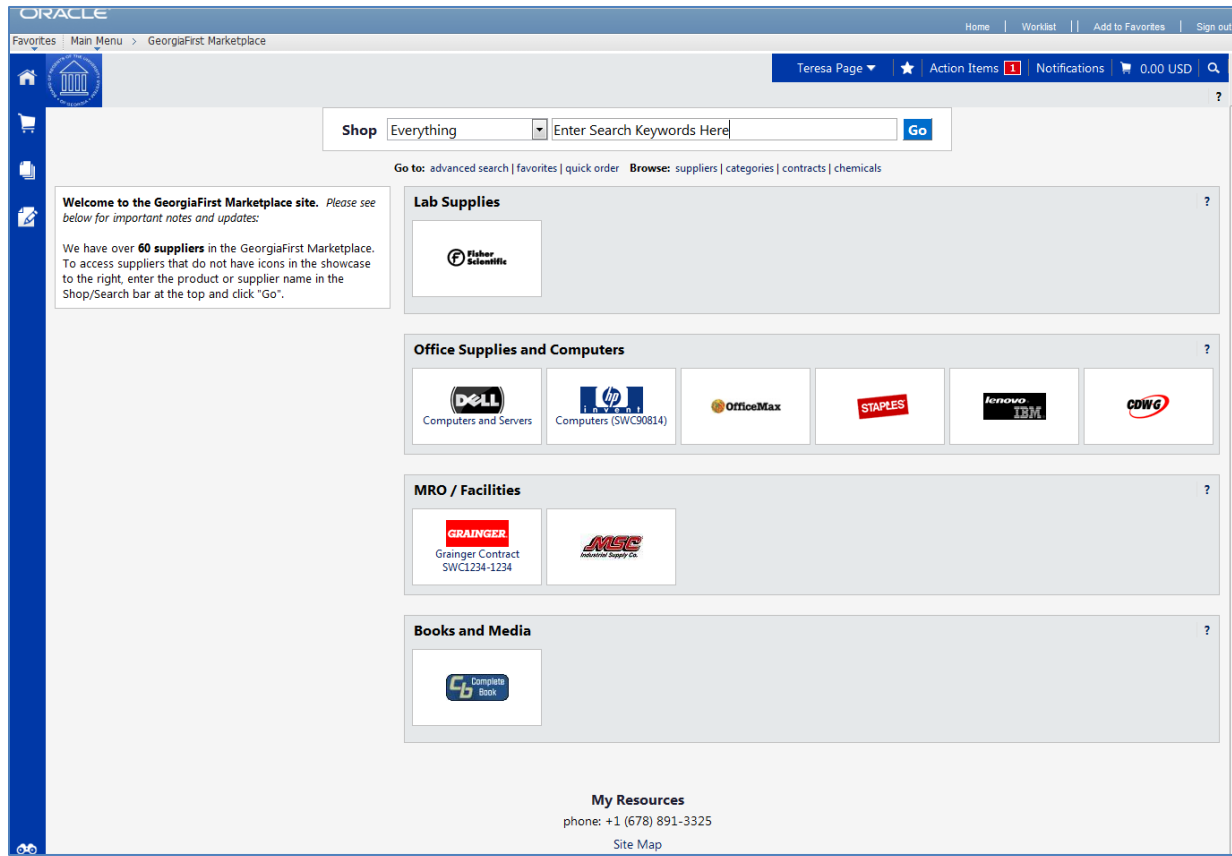 ORACLE
Home | Worklist || Add to Favorites | Sign out
Favorites Main Menu > GeorgiaFirst Marketplace
Teresa Page ▼ ★ Action Items 1 Notifications 0.00 USD
?
Shop Everything Enter Search Keywords Here Go
Go to: advanced search | favorites | quick order Browse: suppliers | categories | contracts | chemicals
Welcome to the GeorgiaFirst Marketplace site. Please see
below for important notes and updates:
We have over 60 suppliers in the GeorgiaFirst Marketplace.
To access suppliers that do not have icons in the showcase
to the right, enter the product or supplier name in the
Shop/Search bar at the top and click "Go".
Lab Supplies ?
Fisher
Scientific
Office Supplies and Computers ?
DELL
Computers and Servers
hp
invent
Computers (SWC90814)
OfficeMax
STAPLES
lenovo
IBM
CDWG
MRO / Facilities ?
GRAINGER
Grainger Contract
SWC1234-1234
MSC
Industrial Supply Co.
Books and Media ?
Cb Complete
Book
My Resources
phone: +1 (678) 891-3325
Site Map